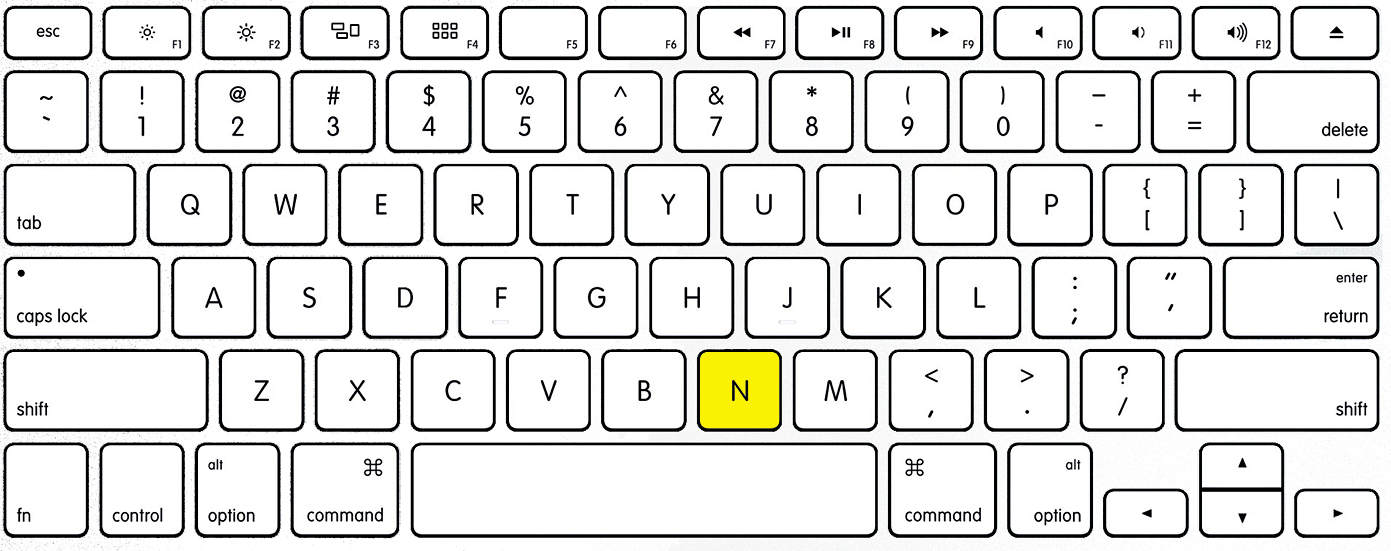 esc F1 F2 F3 F4 F5 F6 F7 F8 F9 F10 F11 F12
~ ! @ # $ % ^ & * ( ) – +
` 1 2 3 4 5 6 7 8 9 0 - = delete
tab Q W E R T Y U I O P { [ } ] | \
caps lock A S D F G H J K L : ; " ' enter return
shift Z X C V B N M < , > . ? / shift
fn control alt option ⌘ command ⌘ command alt option ◄ ▲ ▼ ►